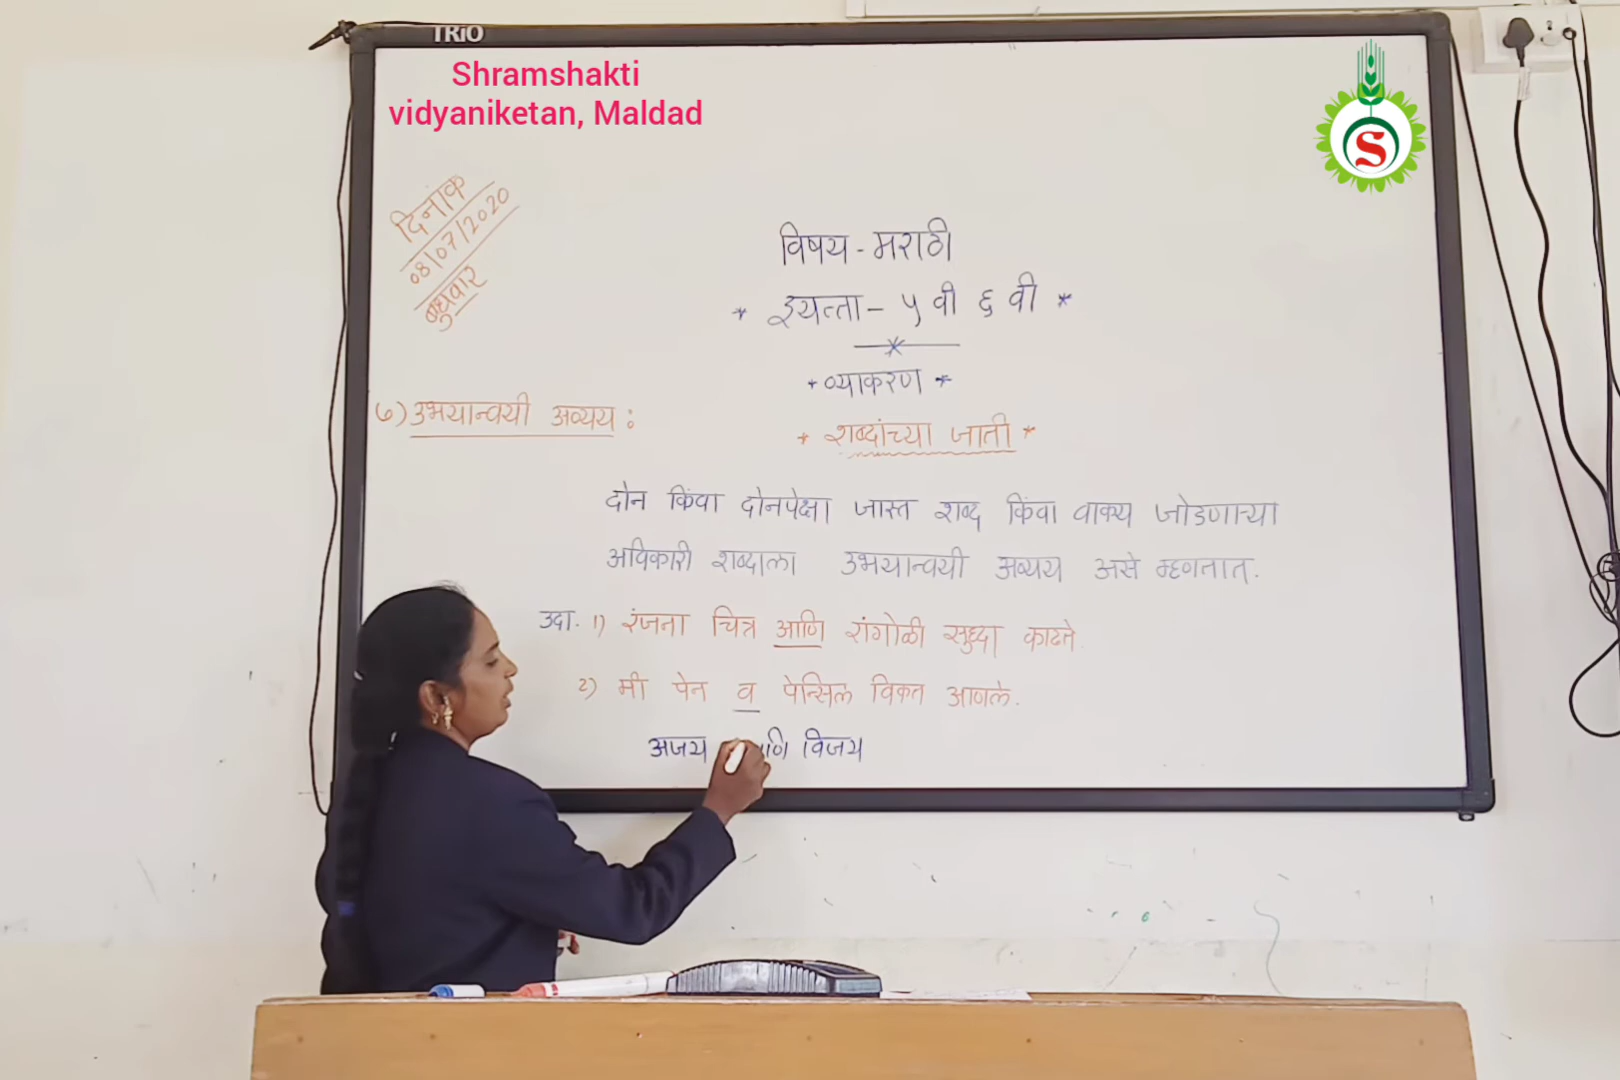 TRiO
Shramshakti
vidyaniketan, Maldad
S
दिनांक
08/07/2020
बुधवार
विषय - मराठी
* इयत्ता - ५ वी ६ वी *
* व्याकरण *
७) उभयान्वयी अव्यय :
* शब्दांच्या जाती *
दोन किंवा दोनपेक्षा जास्त शब्द किंवा वाक्य जोडणाऱ्या
अविकारी शब्दाला उभयान्वयी अव्यय असे म्हणतात.
उदा. १) रंजना चित्र आणि रांगोळी सुध्दा काढते.
२) मी पेन व पेन्सिल विकत आणले.
अजय णि विजय